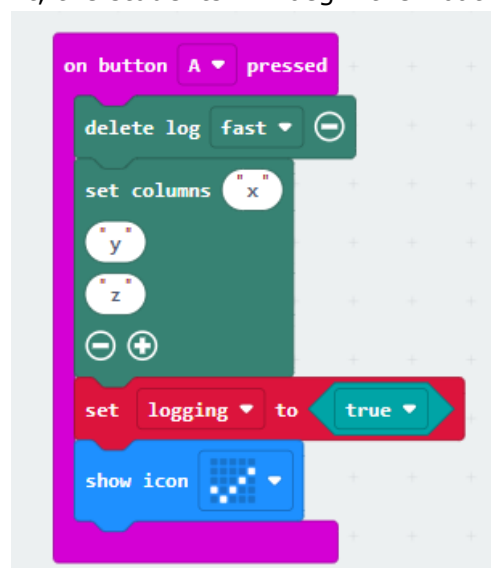 on button A pressed
delete log fast
set columns "x"
"y"
"z"
set logging to true
show icon